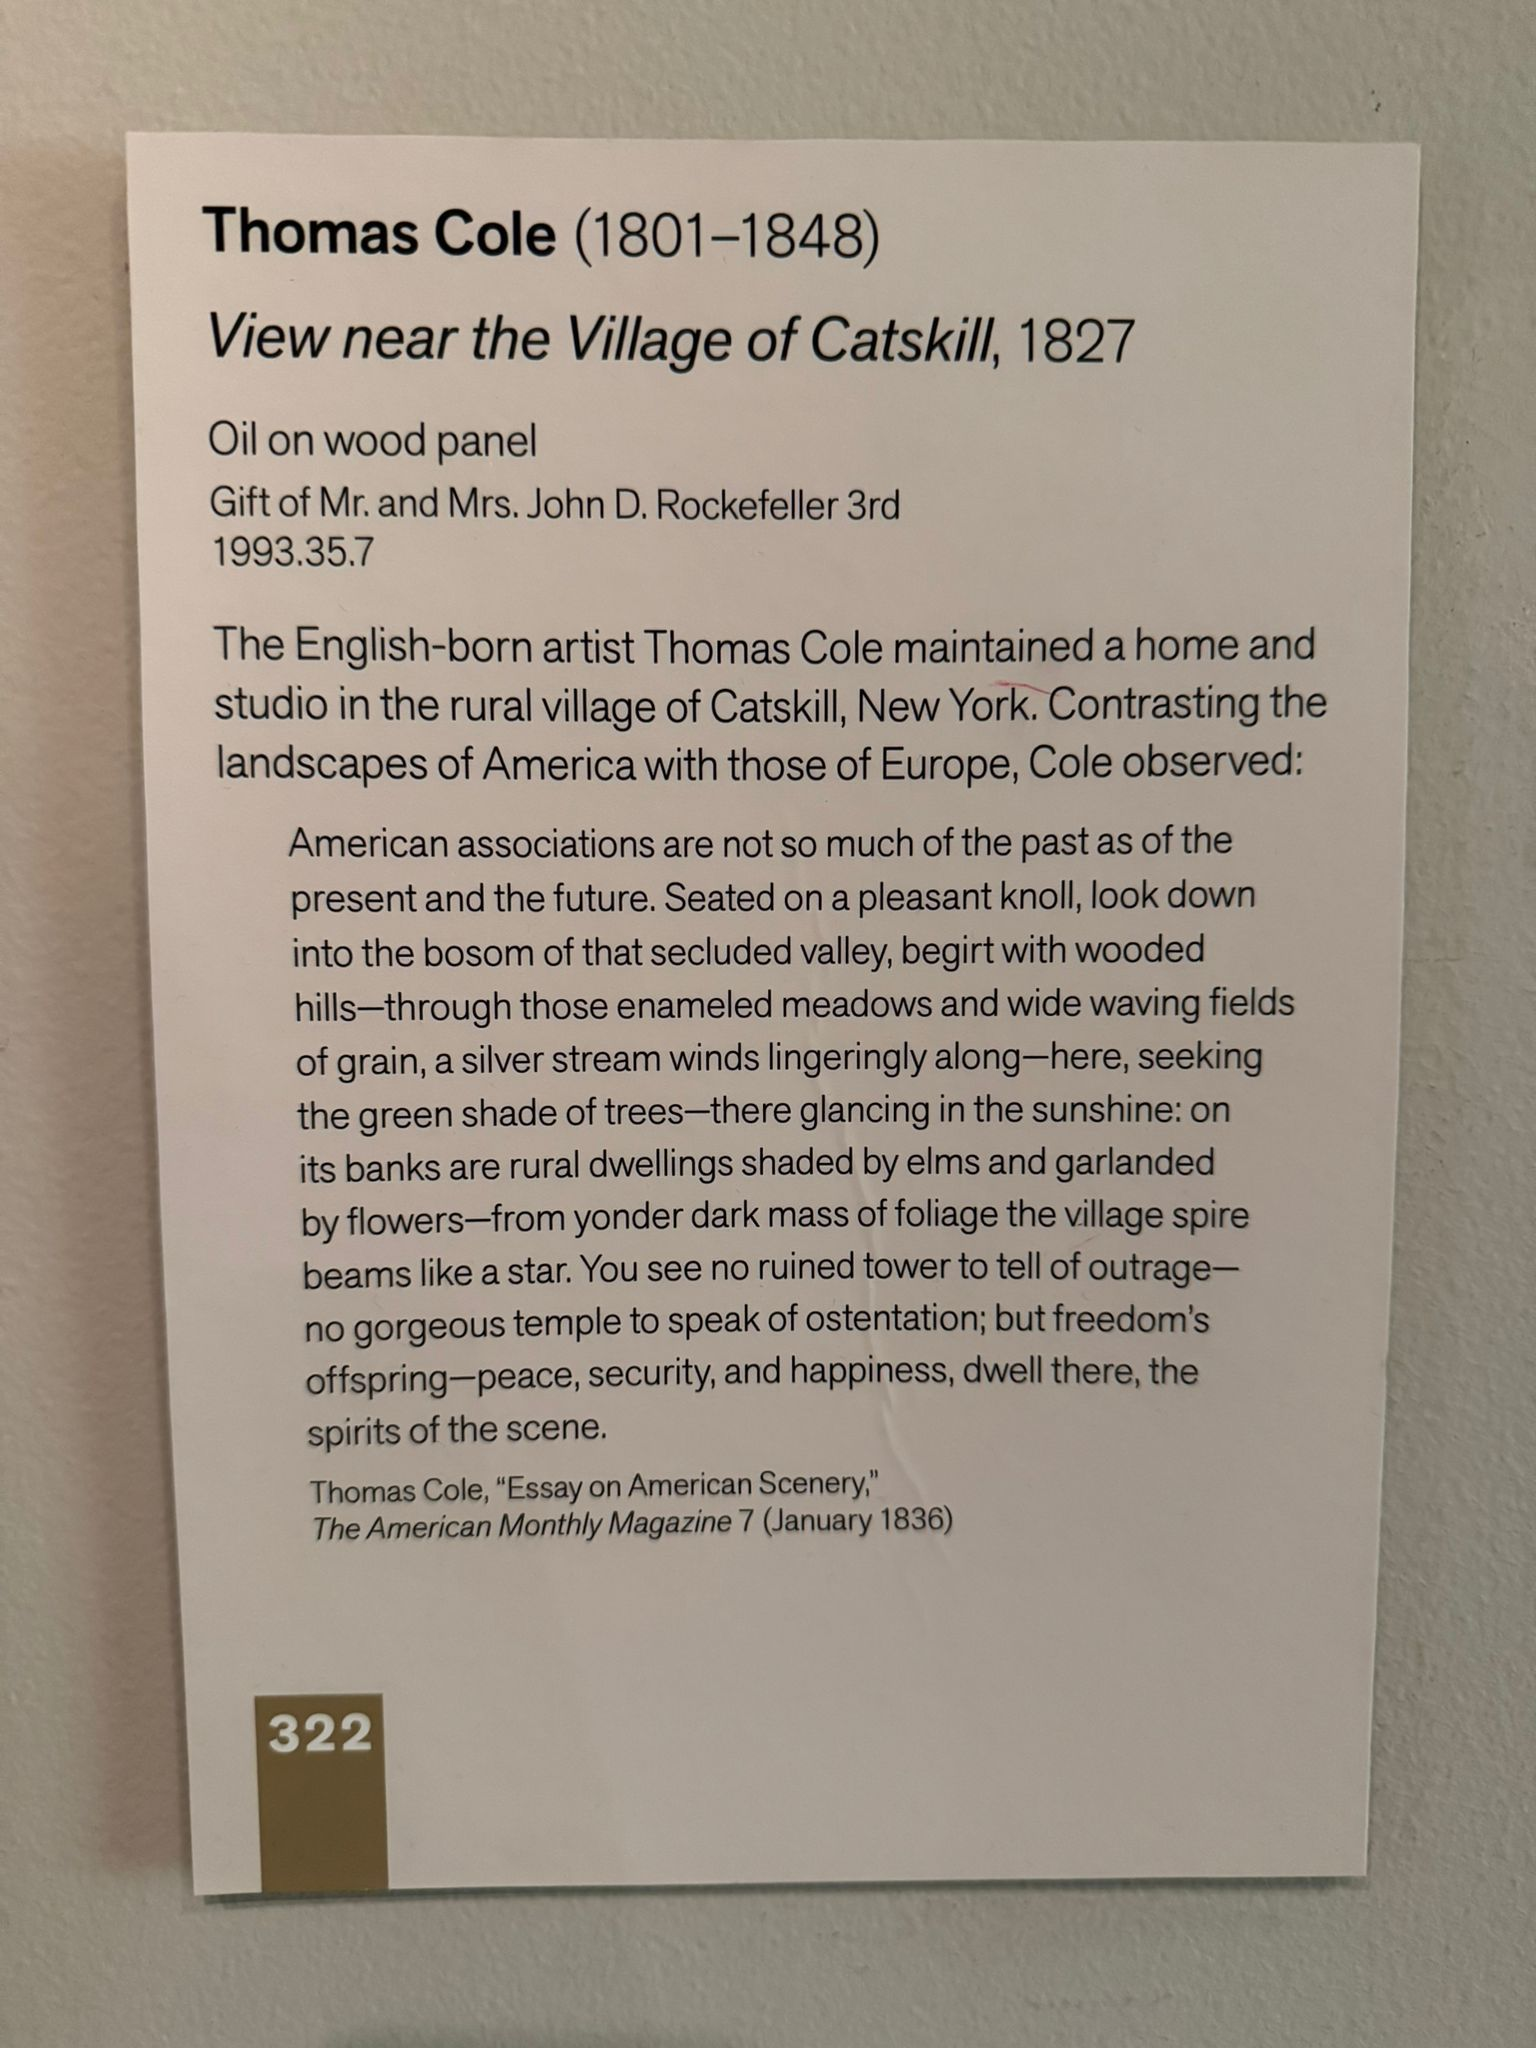 Thomas Cole (1801–1848)
View near the Village of Catskill, 1827
Oil on wood panel
Gift of Mr. and Mrs. John D. Rockefeller 3rd
1993.35.7
The English-born artist Thomas Cole maintained a home and
studio in the rural village of Catskill, New York. Contrasting the
landscapes of America with those of Europe, Cole observed:
American associations are not so much of the past as of the
present and the future. Seated on a pleasant knoll, look down
into the bosom of that secluded valley, begirt with wooded
hills—through those enameled meadows and wide waving fields
of grain, a silver stream winds lingeringly along—here, seeking
the green shade of trees—there glancing in the sunshine: on
its banks are rural dwellings shaded by elms and garlanded
by flowers—from yonder dark mass of foliage the village spire
beams like a star. You see no ruined tower to tell of outrage—
no gorgeous temple to speak of ostentation; but freedom’s
offspring—peace, security, and happiness, dwell there, the
spirits of the scene.
Thomas Cole, “Essay on American Scenery,”
The American Monthly Magazine 7 (January 1836)
322